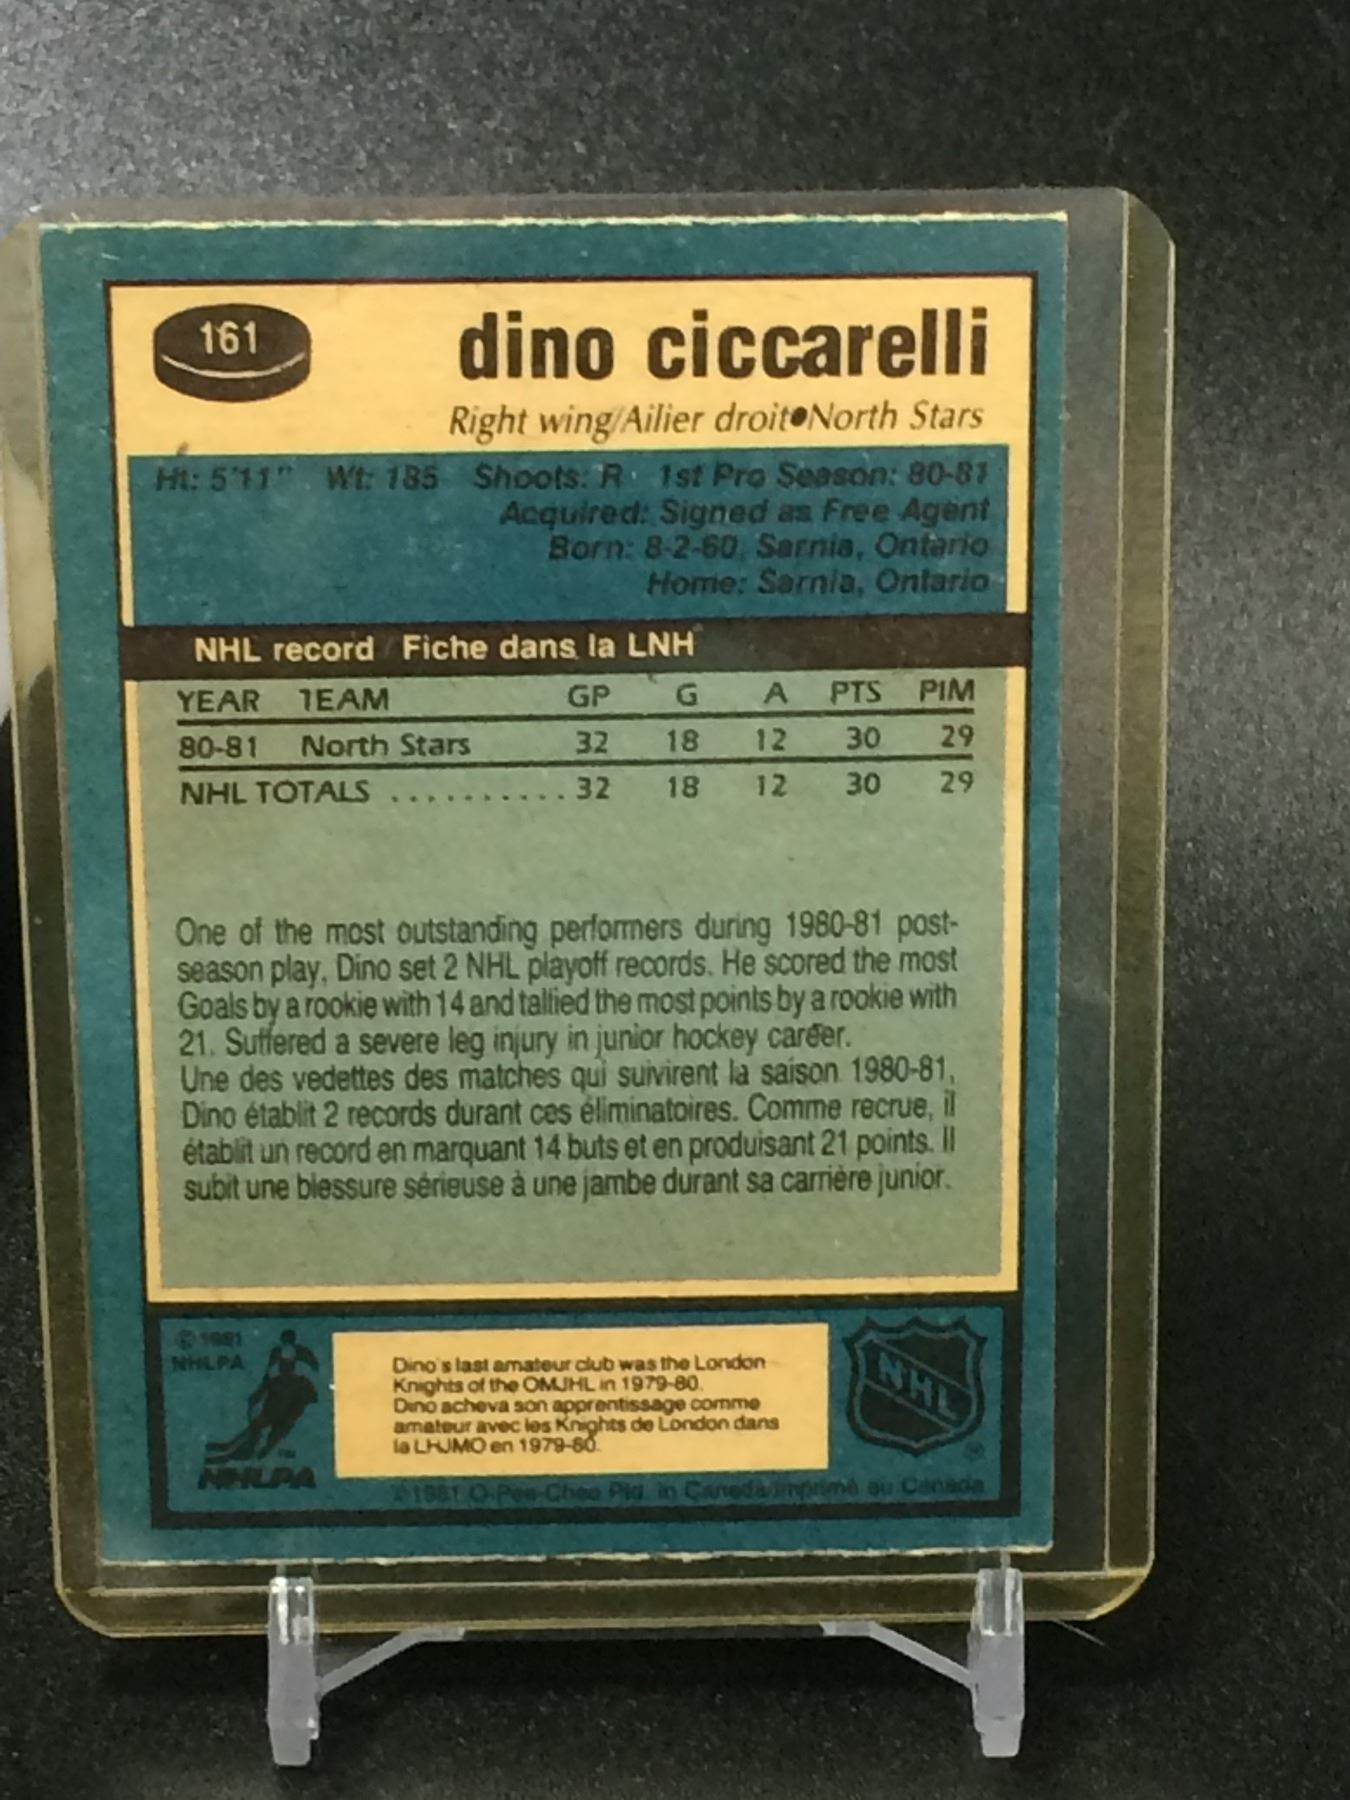 161
dino ciccarelli
Right wing/Ailier droit●North Stars
Ht: 5'11" Wt: 185 Shoots: R 1st Pro Season: 80-81
Acquired: Signed as Free Agent
Born: 8-2-60, Sarnia, Ontario
Home: Sarnia, Ontario
NHL record Fiche dans la LNH
YEAR TEAM GP G A PTS PIM
80-81 North Stars 32 18 12 30 29
NHL TOTALS .......... 32 18 12 30 29
One of the most outstanding performers during 1980-81 post-
season play, Dino set 2 NHL playoff records. He scored the most
Goals by a rookie with 14 and tallied the most points by a rookie with
21. Suffered a severe leg injury in junior hockey career.
Une des vedettes des matches qui suivirent la saison 1980-81,
Dino établit 2 records durant ces éliminatoires. Comme recrue, il
établit un record en marquant 14 buts et en produisant 21 points. Il
subit une blessure sérieuse à une jambe durant sa carrière junior.
© 1981
NHLPA
NHLPA
TM
Dino's last amateur club was the London
Knights of the OMJHL in 1979-80.
Dino acheva son apprentissage comme
amateur avec les Knights de London dans
la LHJMO en 1979-80.
NHL
®
© 1981 O-Pee-Chee Ptd. in Canada/Imprimé au Canada